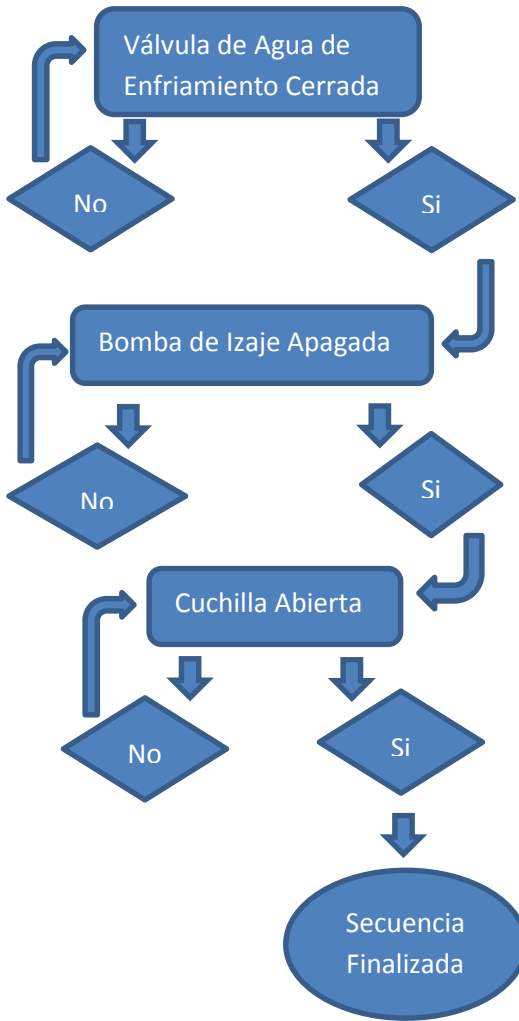 Válvula de Agua de
Enfriamiento Cerrada
No
Si
Bomba de Izaje Apagada
No
Si
Cuchilla Abierta
No
Si
Secuencia
Finalizada